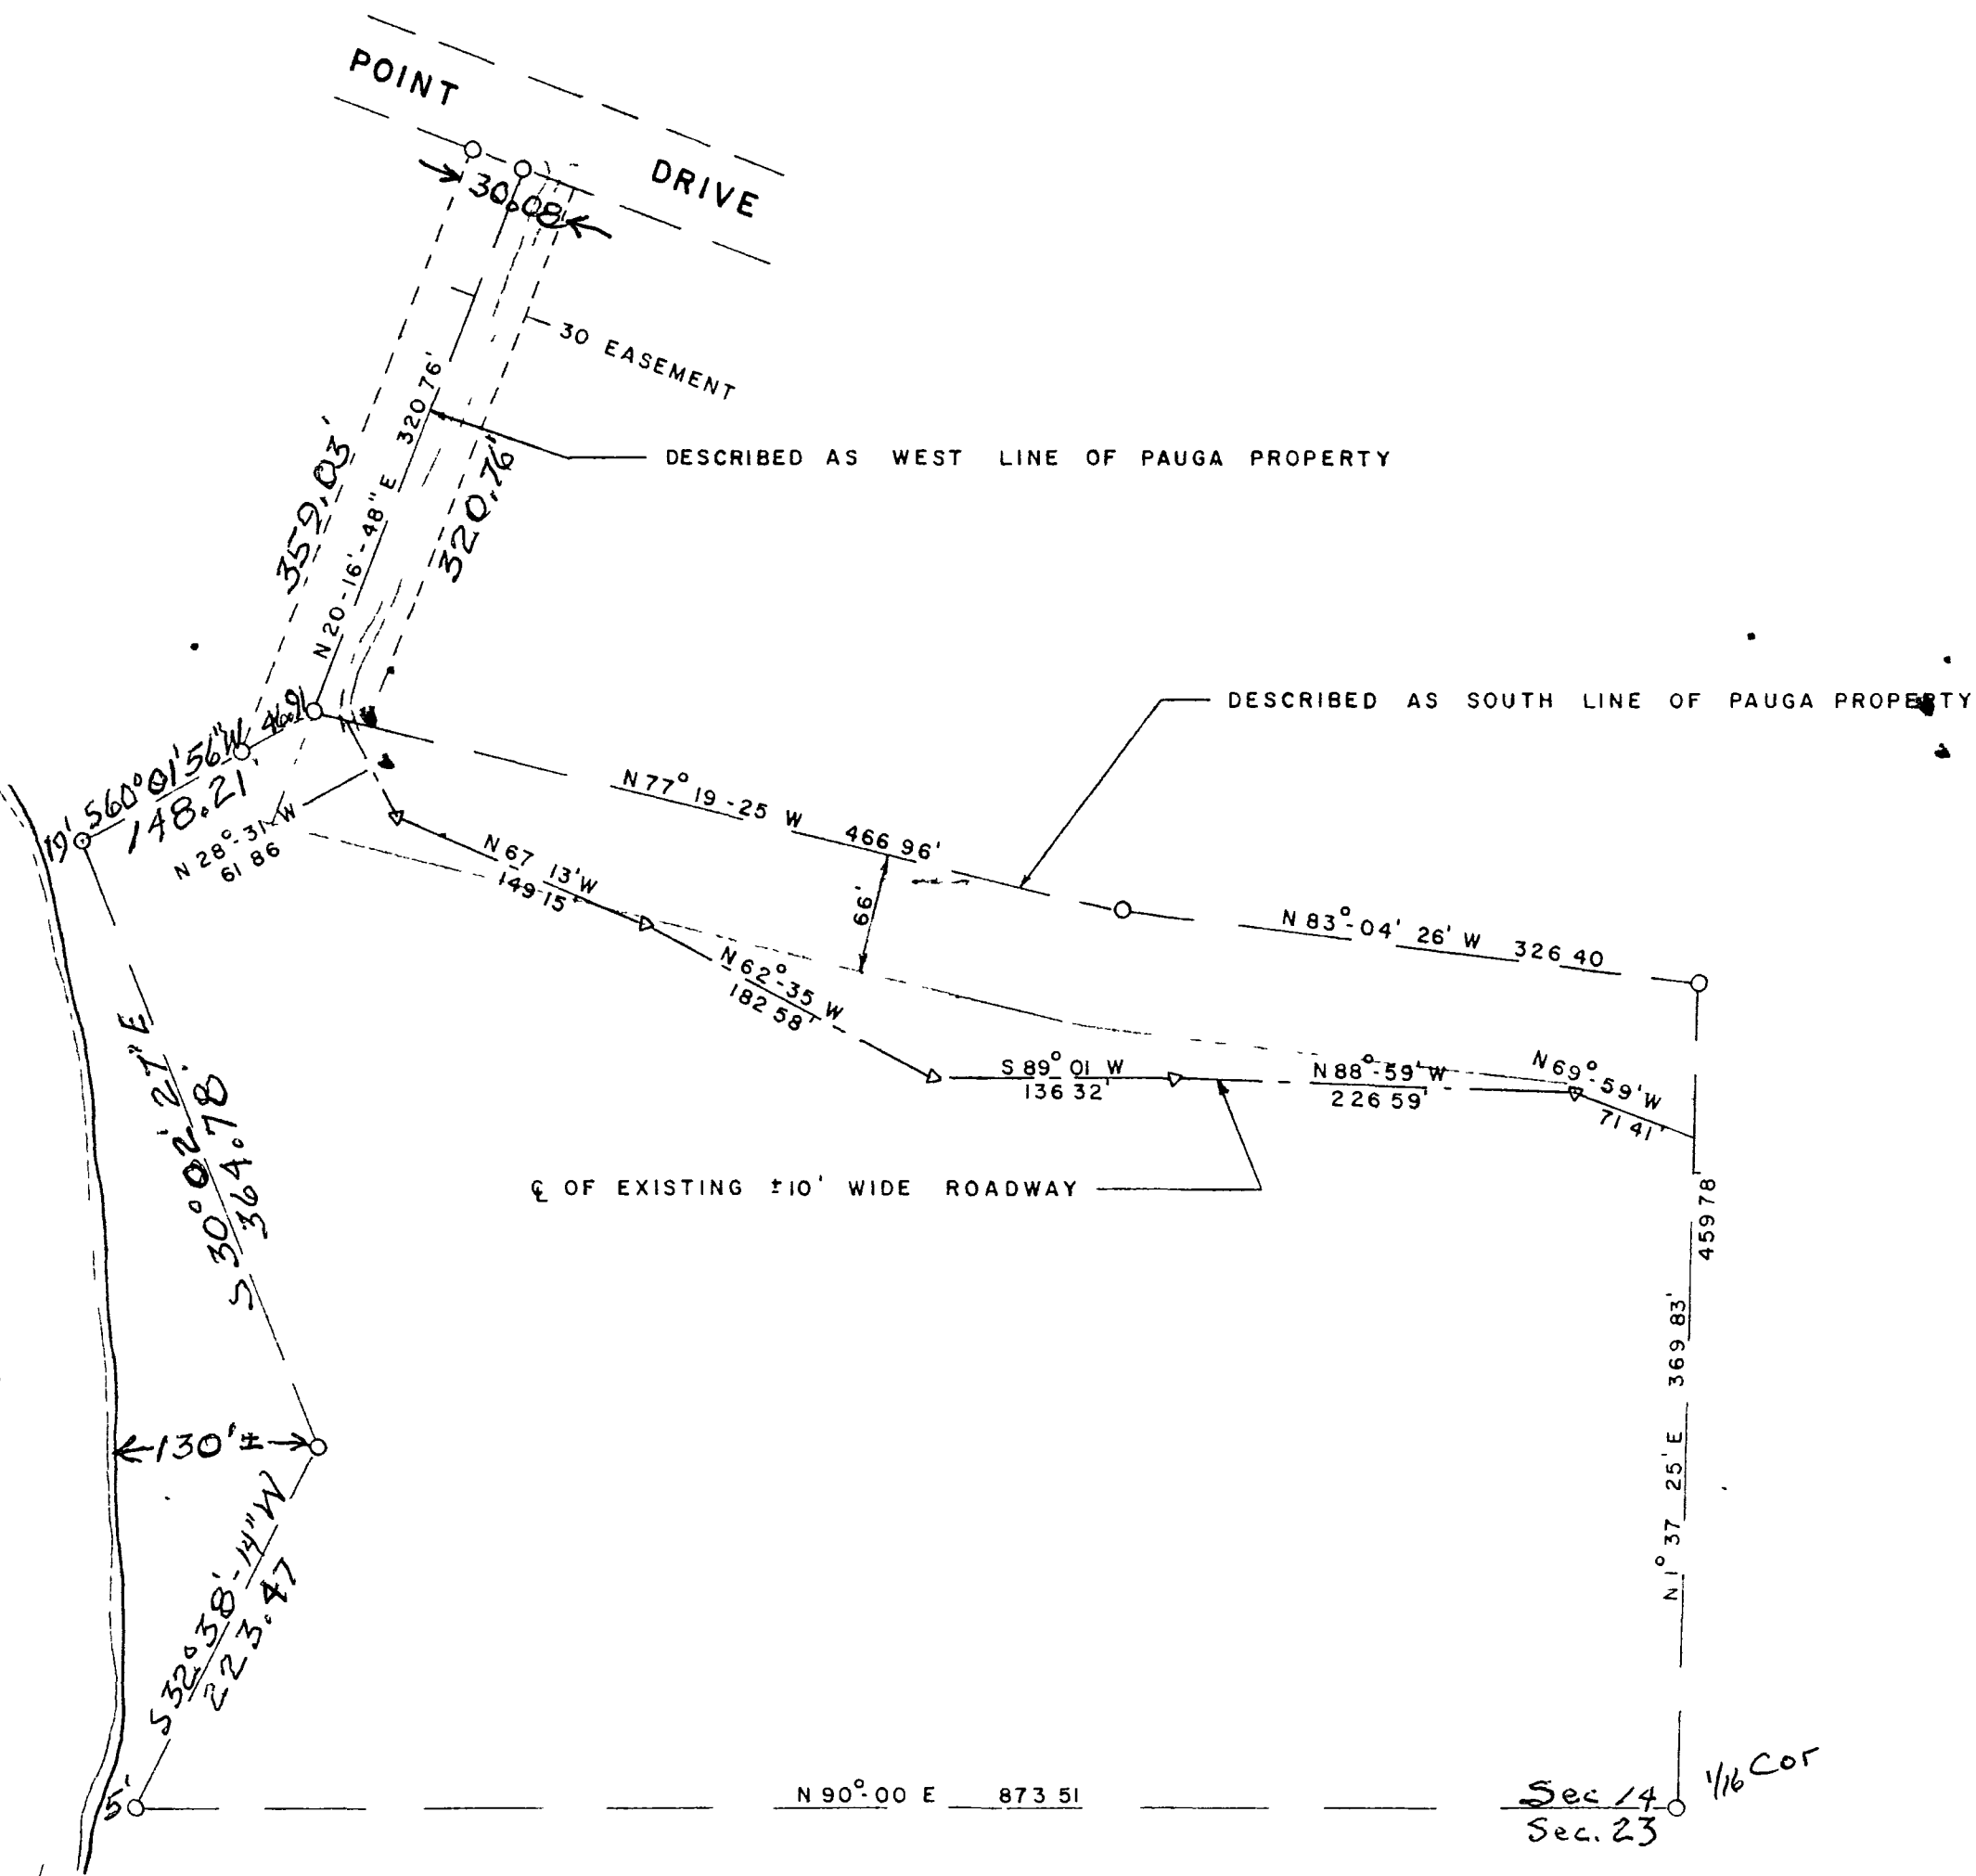 POINT
DRIVE
30.08
30 EASEMENT
N 20-16'-48" E 320 76'
359.03'
320.76'
DESCRIBED AS WEST LINE OF PAUGA PROPERTY
DESCRIBED AS SOUTH LINE OF PAUGA PROPERTY
S60°01'56"W
148.21'
N 28°-31-W
61 86
N 77° 19-25 W 466 96'
N 67 13'W
149 15'
66'
N 83°-04' 26' W 326 40
N 62°-35 W
182 58'
S 89° 01 W
136 32'
N 88°-59' W
226 59'
N 69°-59' W
71 41'
℄ OF EXISTING ±10' WIDE ROADWAY
S 30° 02' 27" E
364.78'
459 78'
N 1° 37 25' E 369 83'
130'±
S 32° 38'-14" W
223.47
5'
N 90°-00 E 873 51
Sec 14
Sec. 23
1/16 Cor